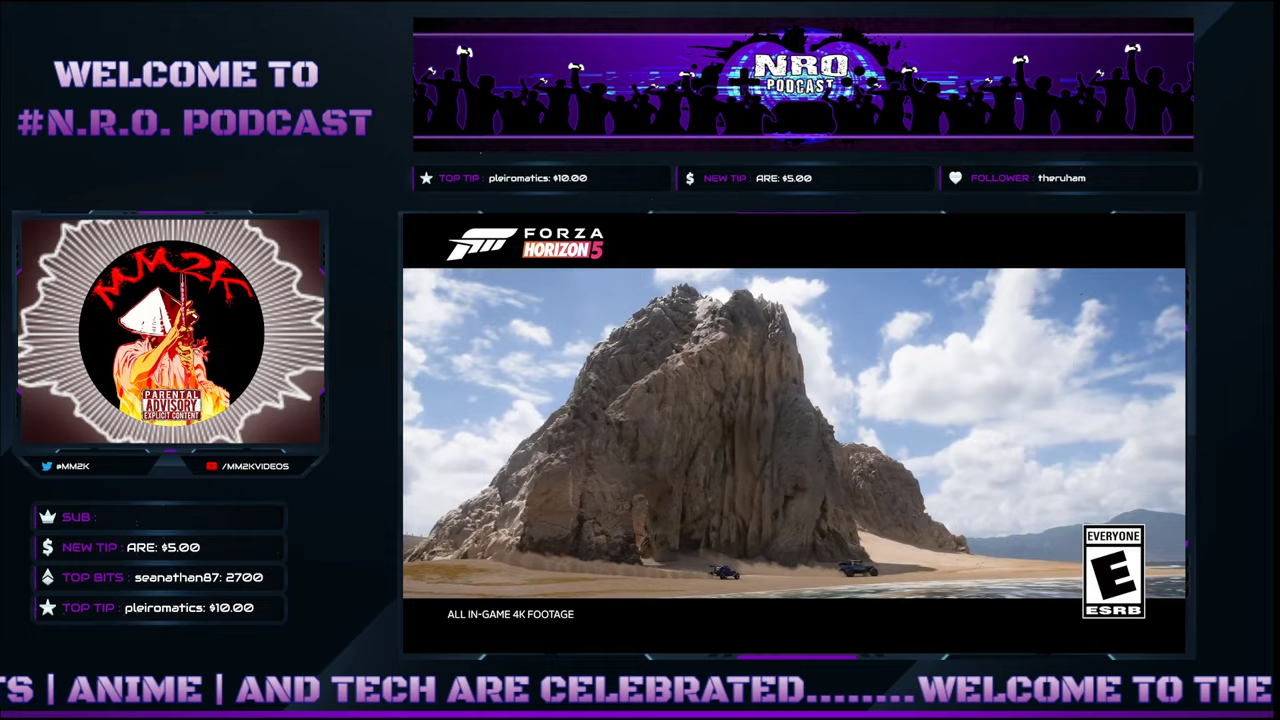 WELCOME TO
#N.R.O. PODCAST
NRO
PODCAST
TOP TIP : pleiromatics: $10.00
NEW TIP : ARE: $5.00
FOLLOWER : theruham
MM2K
PARENTAL
ADVISORY
EXPLICIT CONTENT
@MM2K
/MM2KVIDEOS
SUB :
NEW TIP : ARE: $5.00
TOP BITS : seanathan87: 2700
TOP TIP : pleiromatics: $10.00
FORZA
HORIZON 5
EVERYONE
E
ESRB
ALL IN-GAME 4K FOOTAGE
TS | ANIME | AND TECH ARE CELEBRATED........WELCOME TO THE